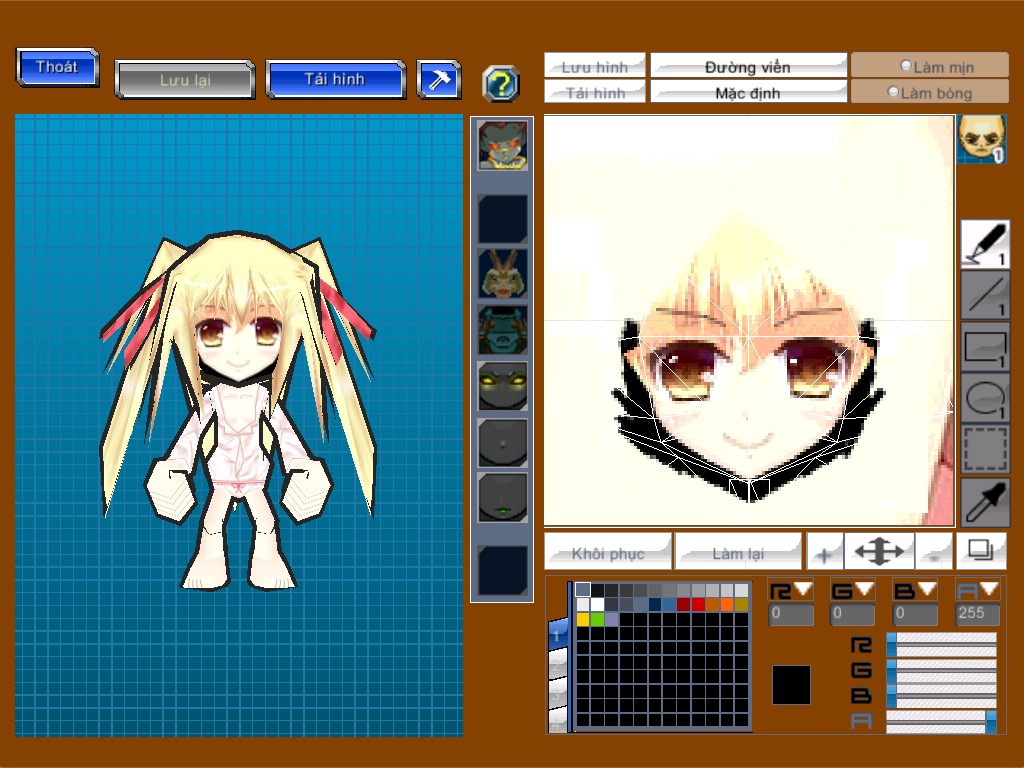 Thoát
Lưu lại
Tải hình
?
Lưu hình
Đường viền
Làm mịn
Tải hình
Mặc định
Làm bóng
1
1
1
1
1
Khôi phục
Làm lại
+
-
R G B A
0 0 0 255
1
R
G
B
A